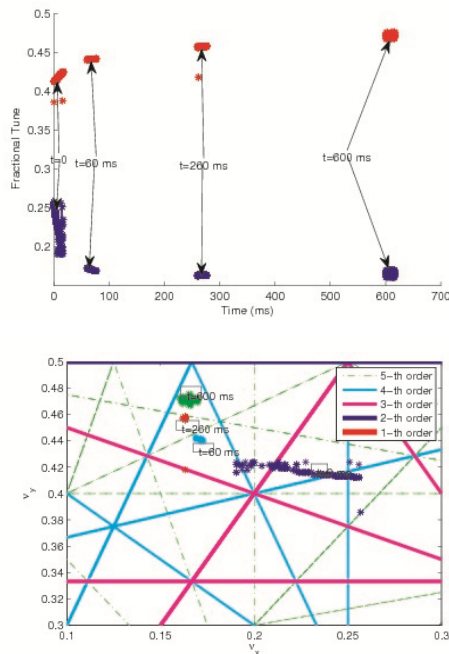 0.5
0.45
0.4
0.35
0.3
0.25
0.2
Fractional Tune
t=0
t=60 ms
t=260 ms
t=600 ms
0 100 200 300 400 500 600 700
Time (ms)
0.5
0.48
0.46
0.44
0.42
0.4
0.38
0.36
0.34
0.32
0.3
v_y
t=600 ms
t=260 ms
t=60 ms
5-th order
4-th order
3-th order
2-th order
1-th order
0.1 0.15 0.2 0.25 0.3
v_x